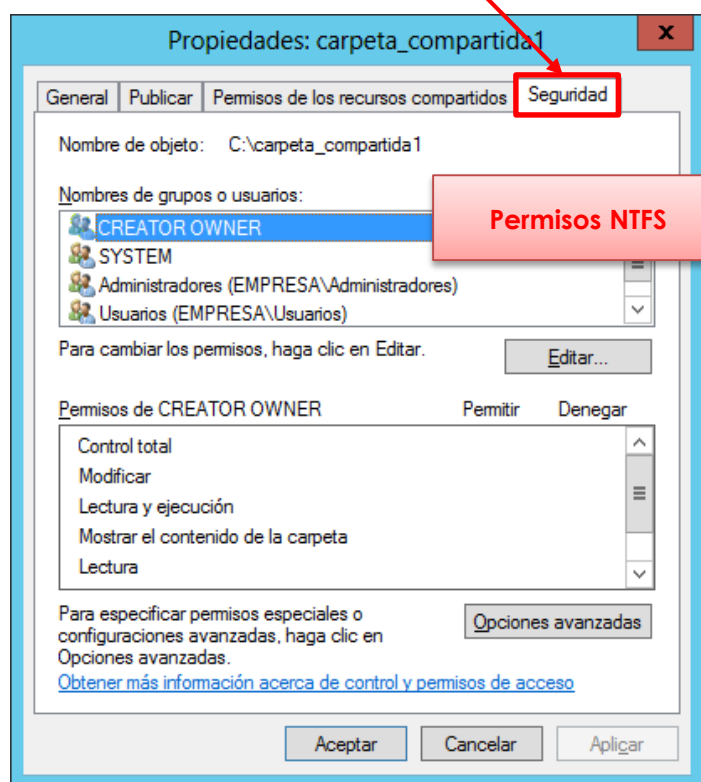 Propiedades: carpeta_compartida1
x
General Publicar Permisos de los recursos compartidos Seguridad
Nombre de objeto: C:\carpeta_compartida1
Nombres de grupos o usuarios:
Permisos NTFS
CREATOR OWNER
SYSTEM
Administradores (EMPRESA\Administradores)
Usuarios (EMPRESA\Usuarios)
Para cambiar los permisos, haga clic en Editar.
Editar...
Permisos de CREATOR OWNER Permitir Denegar
Control total
Modificar
Lectura y ejecución
Mostrar el contenido de la carpeta
Lectura
Para especificar permisos especiales o
configuraciones avanzadas, haga clic en
Opciones avanzadas.
Opciones avanzadas
Obtener más información acerca de control y permisos de acceso
Aceptar Cancelar Aplicar